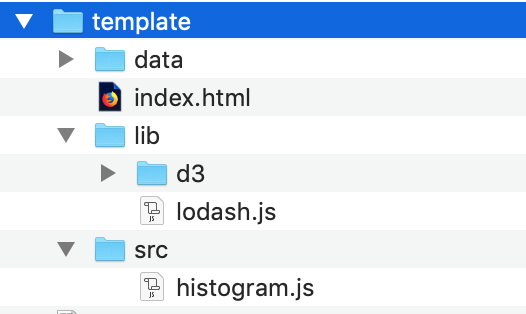 template
data
index.html
lib
d3
lodash.js
src
histogram.js